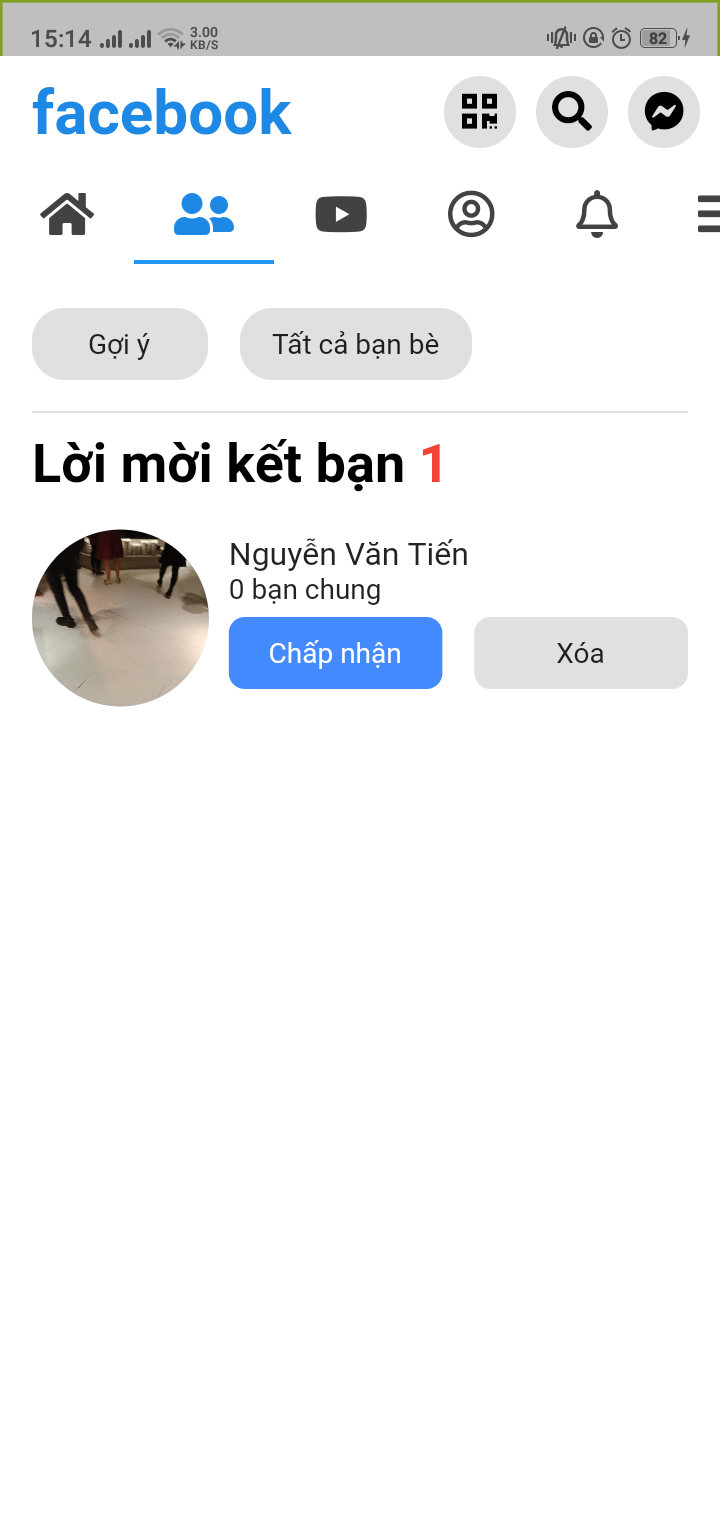 15:14 3.00 KB/S 82
facebook
Gợi ý Tất cả bạn bè
Lời mời kết bạn 1
Nguyễn Văn Tiến
0 bạn chung
Chấp nhận Xóa